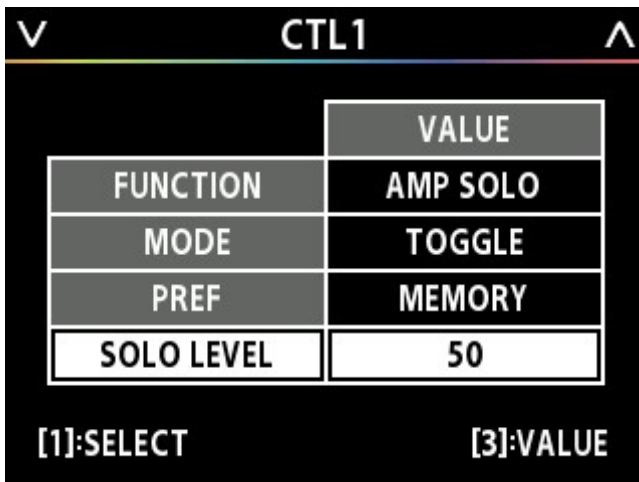 CTL1
VALUE
FUNCTION AMP SOLO
MODE TOGGLE
PREF MEMORY
SOLO LEVEL 50
[1]:SELECT [3]:VALUE